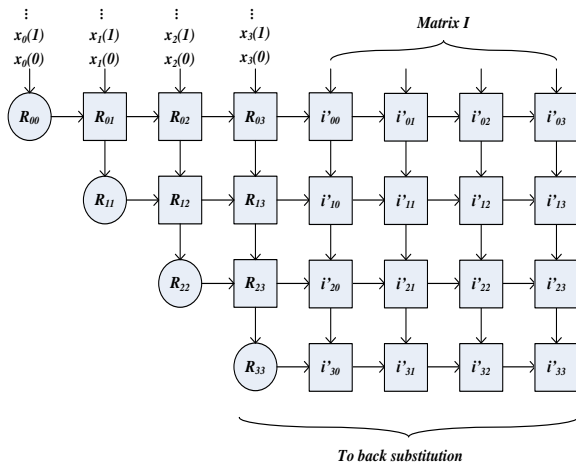 ⋮ ⋮ ⋮ ⋮
x₀(1) x₁(1) x₂(1) x₃(1) Matrix I
x₀(0) x₁(0) x₂(0) x₃(0)
R₀₀ R₀₁ R₀₂ R₀₃ i'₀₀ i'₀₁ i'₀₂ i'₀₃
R₁₁ R₁₂ R₁₃ i'₁₀ i'₁₁ i'₁₂ i'₁₃
R₂₂ R₂₃ i'₂₀ i'₂₁ i'₂₂ i'₂₃
R₃₃ i'₃₀ i'₃₁ i'₃₂ i'₃₃
To back substitution